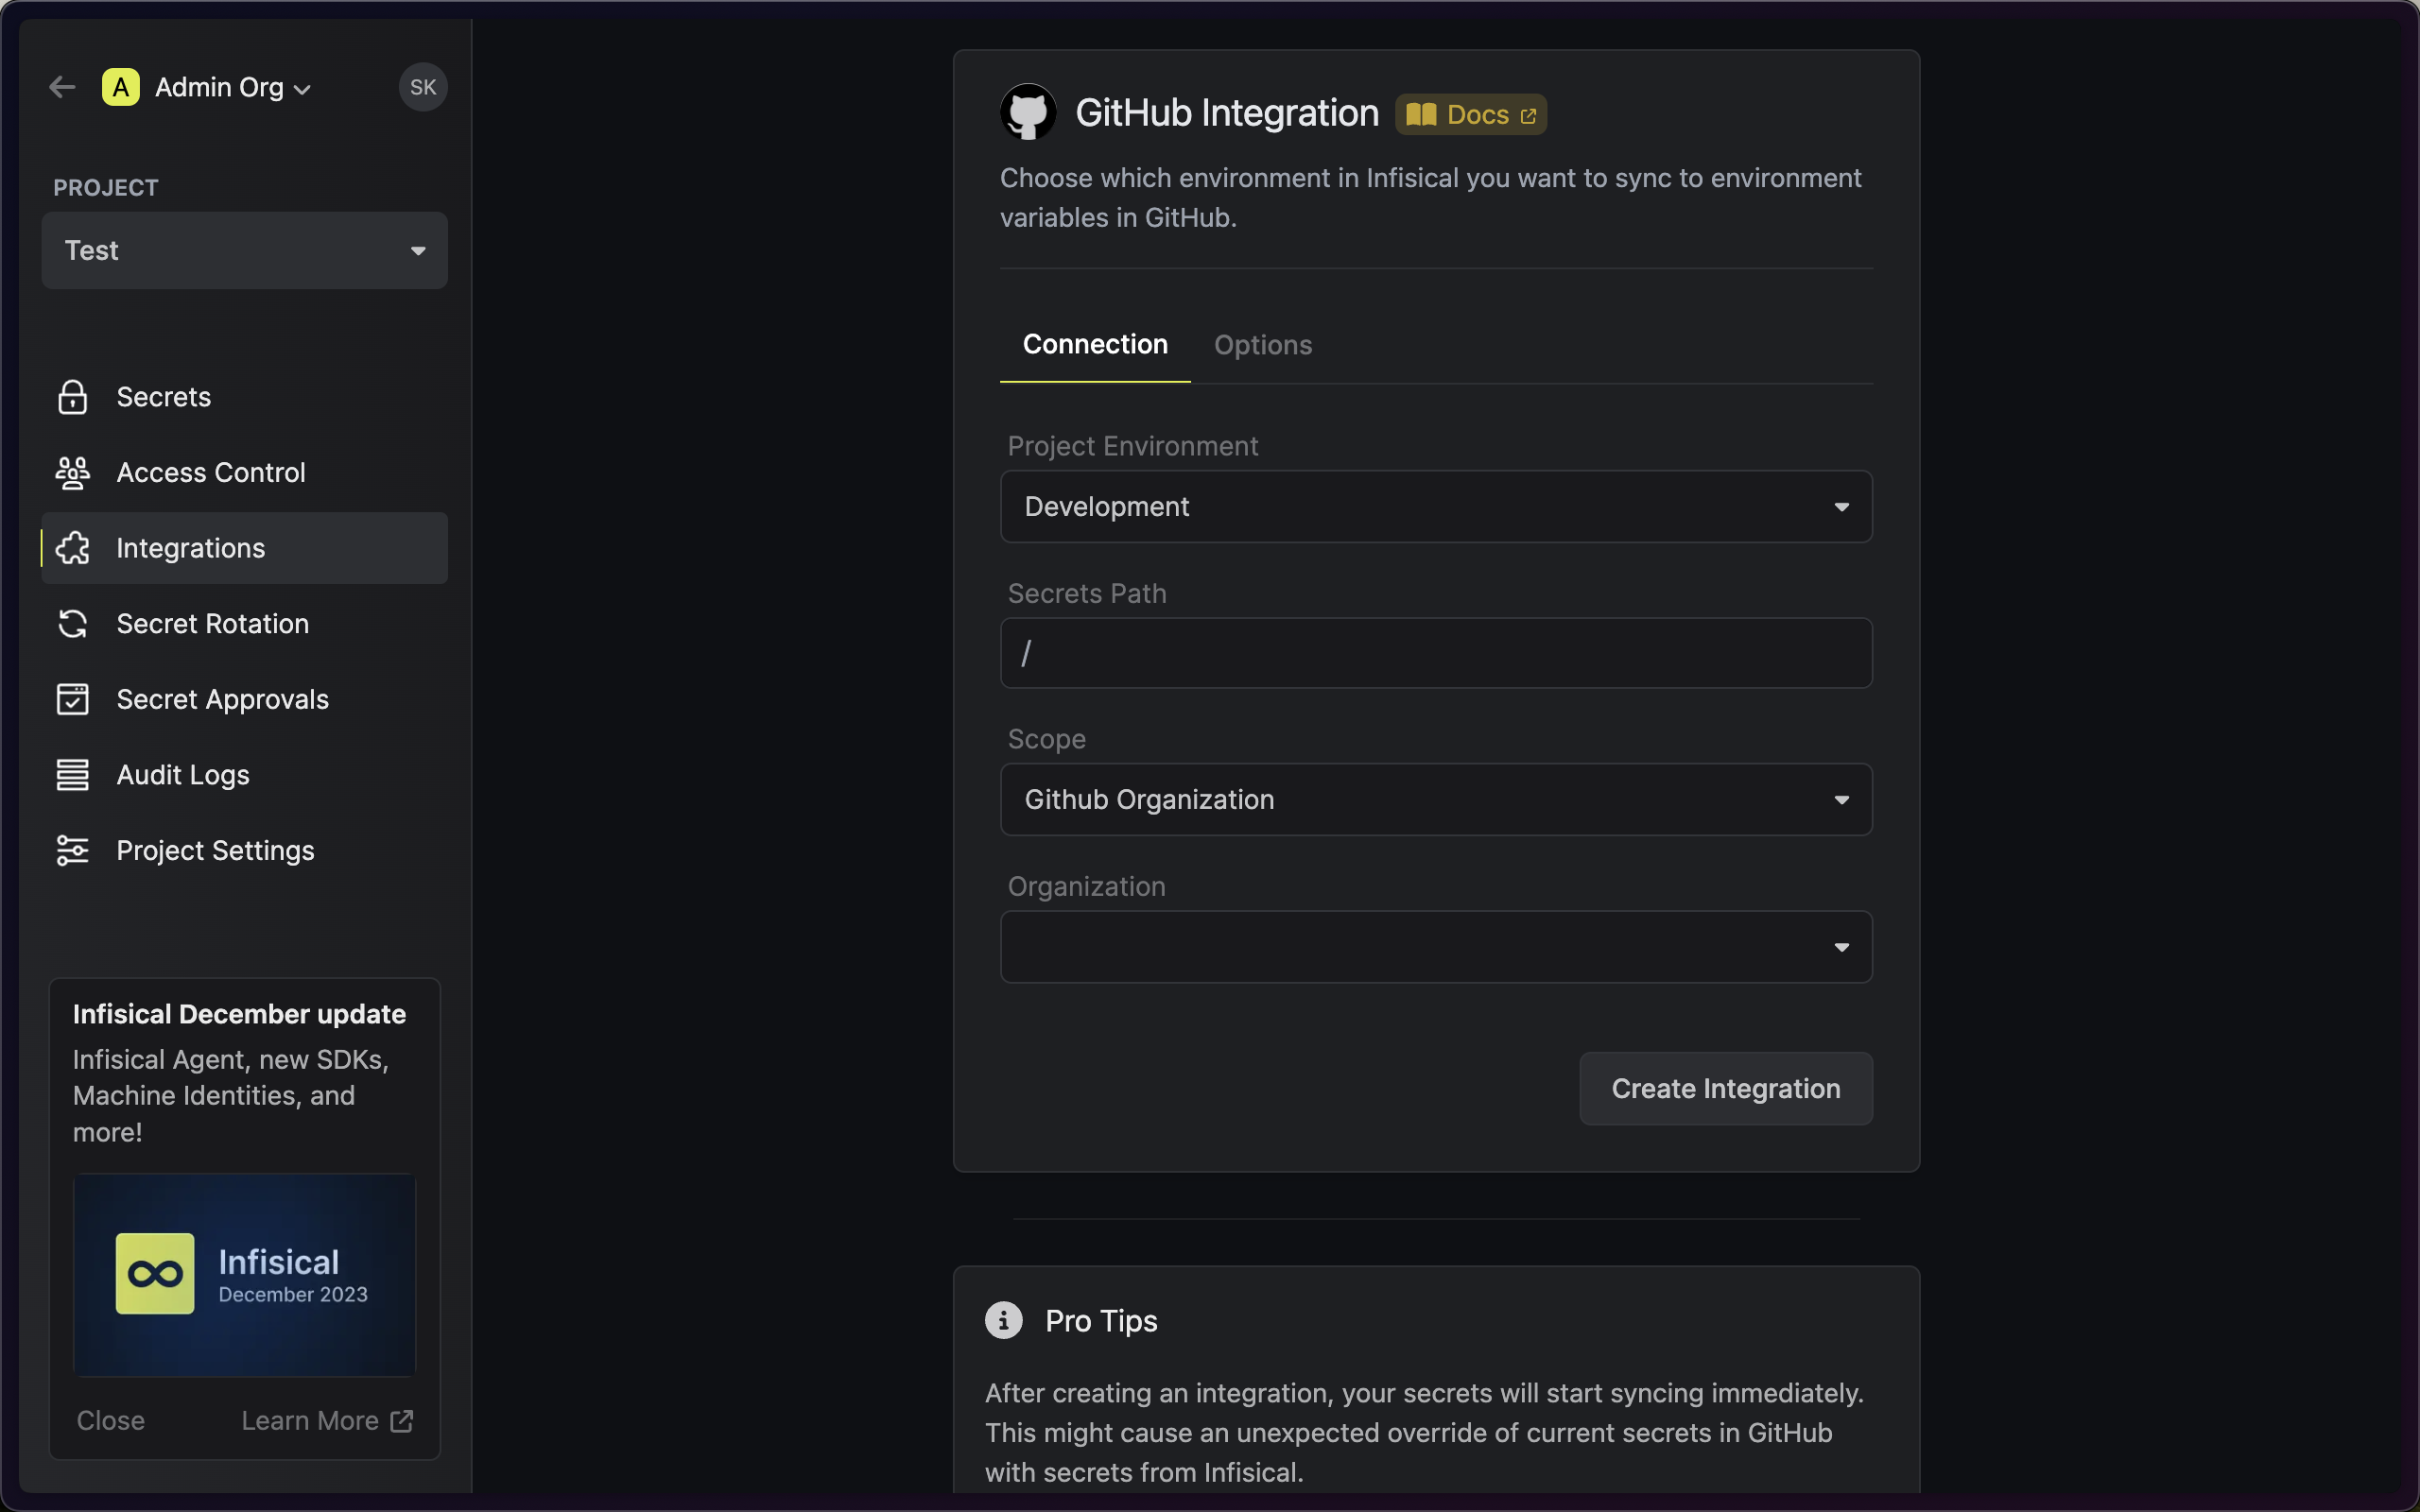 A Admin Org
SK
PROJECT
Test
Secrets
Access Control
Integrations
Secret Rotation
Secret Approvals
Audit Logs
Project Settings
Infisical December update
Infisical Agent, new SDKs,
Machine Identities, and
more!
Infisical
December 2023
Close
Learn More
GitHub Integration
Docs
Choose which environment in Infisical you want to sync to environment
variables in GitHub.
Connection
Options
Project Environment
Development
Secrets Path
/
Scope
Github Organization
Organization
Create Integration
Pro Tips
After creating an integration, your secrets will start syncing immediately.
This might cause an unexpected override of current secrets in GitHub
with secrets from Infisical.